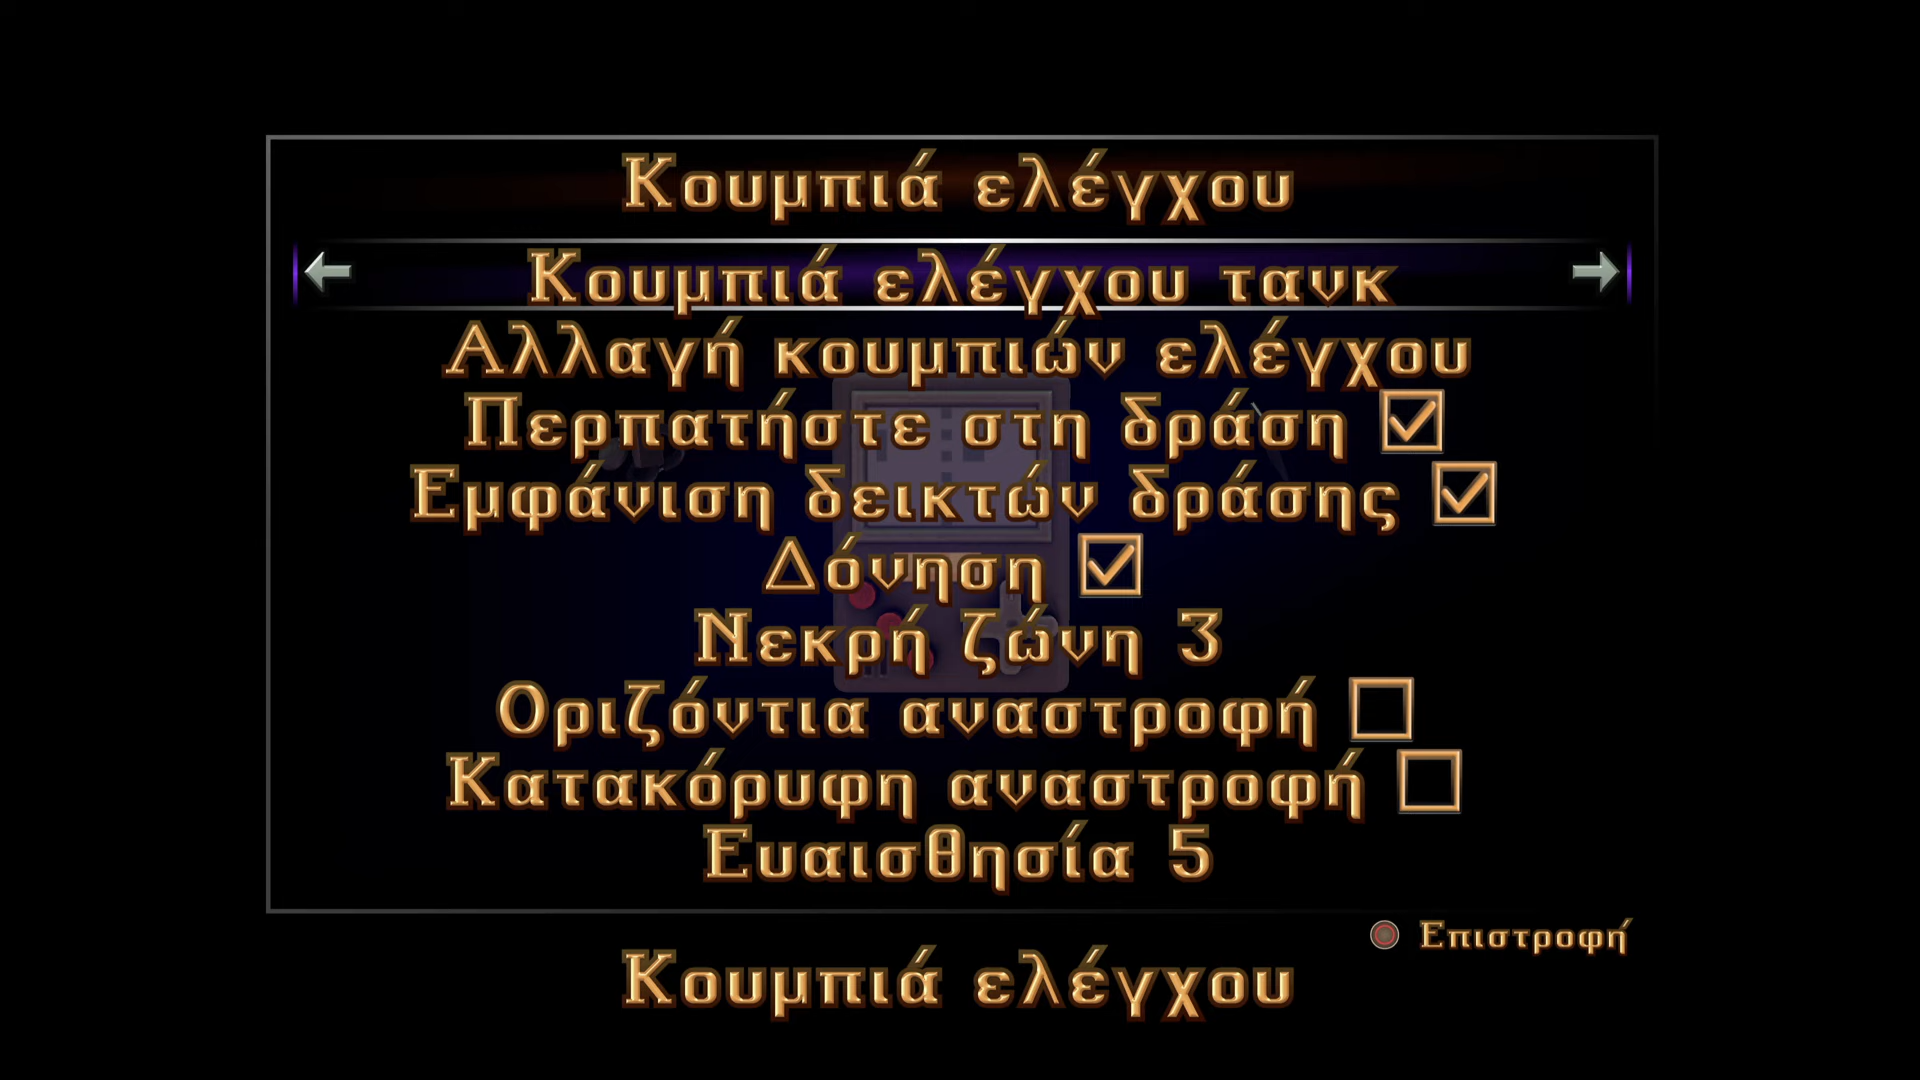 Κουμπιά ελέγχου
Κουμπιά ελέγχου τανκ
Αλλαγή κουμπιών ελέγχου
Περπατήστε στη δράση
Εμφάνιση δεικτών δράσης
Δόνηση
Νεκρή ζώνη 3
Οριζόντια αναστροφή
Κατακόρυφη αναστροφή
Ευαισθησία 5
Επιστροφή
Κουμπιά ελέγχου